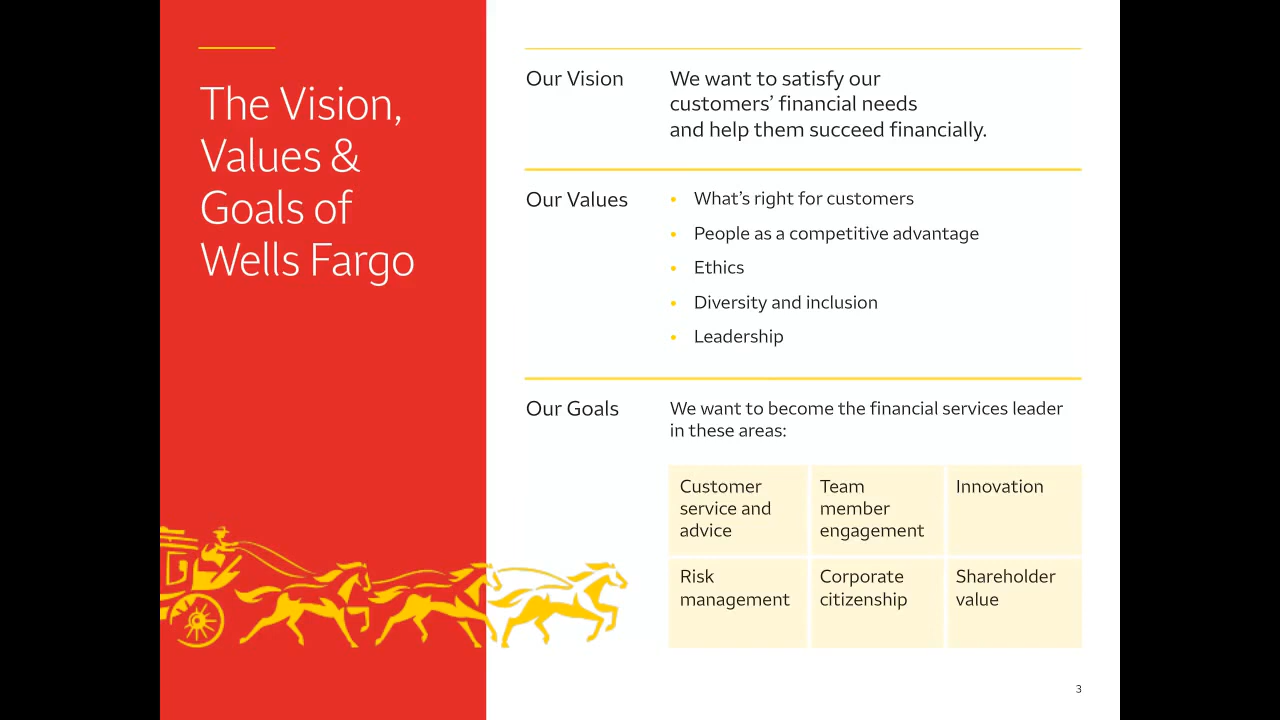 The Vision,
Values &
Goals of
Wells Fargo
Our Vision
We want to satisfy our
customers’ financial needs
and help them succeed financially.
Our Values
• What’s right for customers
• People as a competitive advantage
• Ethics
• Diversity and inclusion
• Leadership
Our Goals
We want to become the financial services leader
in these areas:
Customer
service and
advice
Team
member
engagement
Innovation
Risk
management
Corporate
citizenship
Shareholder
value
3